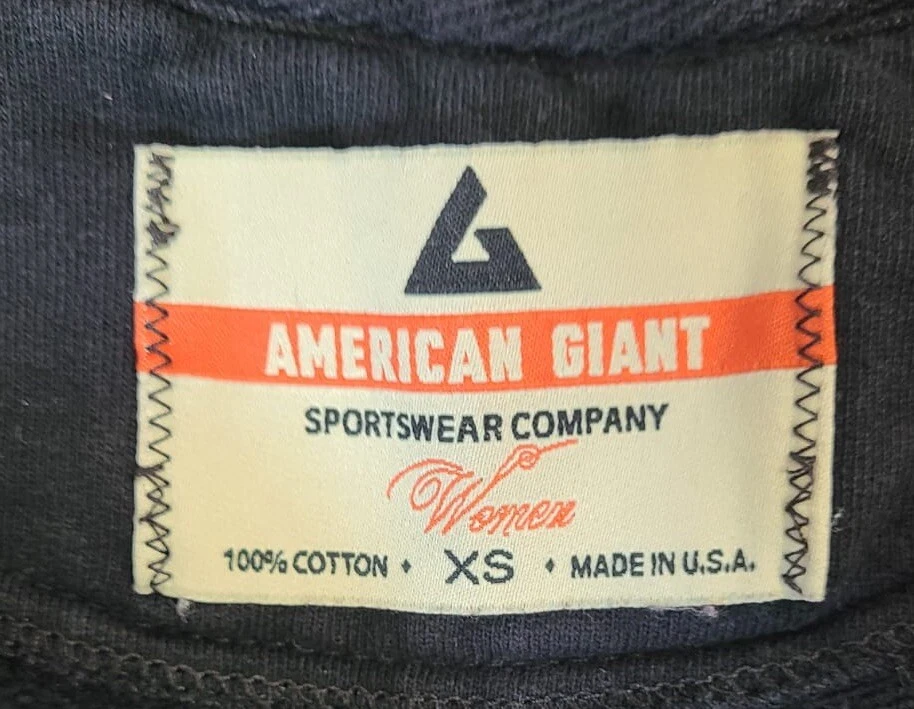 AMERICAN GIANT
SPORTSWEAR COMPANY
Women
100% COTTON • XS • MADE IN U.S.A.